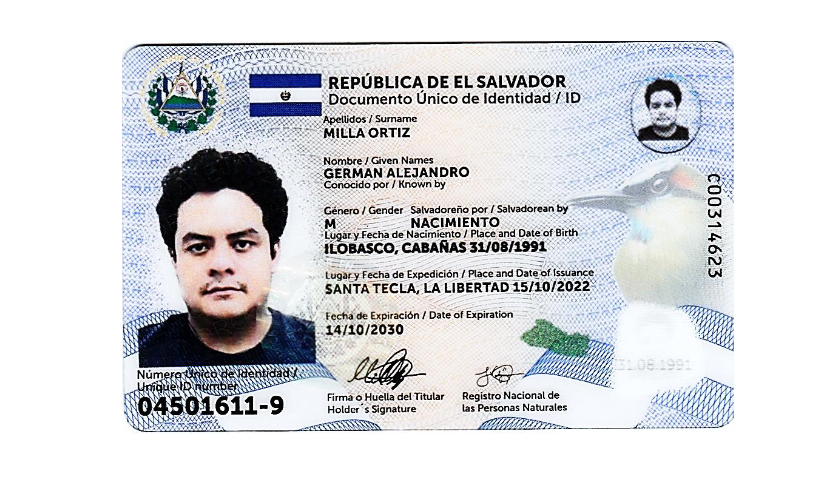 REPÚBLICA DE EL SALVADOR
Documento Único de Identidad / ID
Apellidos / Surname
MILLA ORTIZ
Nombre / Given Names
GERMAN ALEJANDRO
Conocido por / Known by
Género / Gender Salvadoreño por / Salvadorean by
M NACIMIENTO
Lugar y Fecha de Nacimiento / Place and Date of Birth
ILOBASCO, CABAÑAS 31/08/1991
Lugar y Fecha de Expedición / Place and Date of Issuance
SANTA TECLA, LA LIBERTAD 15/10/2022
Fecha de Expiración / Date of Expiration
14/10/2030
C00314623
31.08.1991
Número Único de Identidad /
Unique ID number
04501611-9
Firma o Huella del Titular
Holder´s Signature
Registro Nacional de
las Personas Naturales